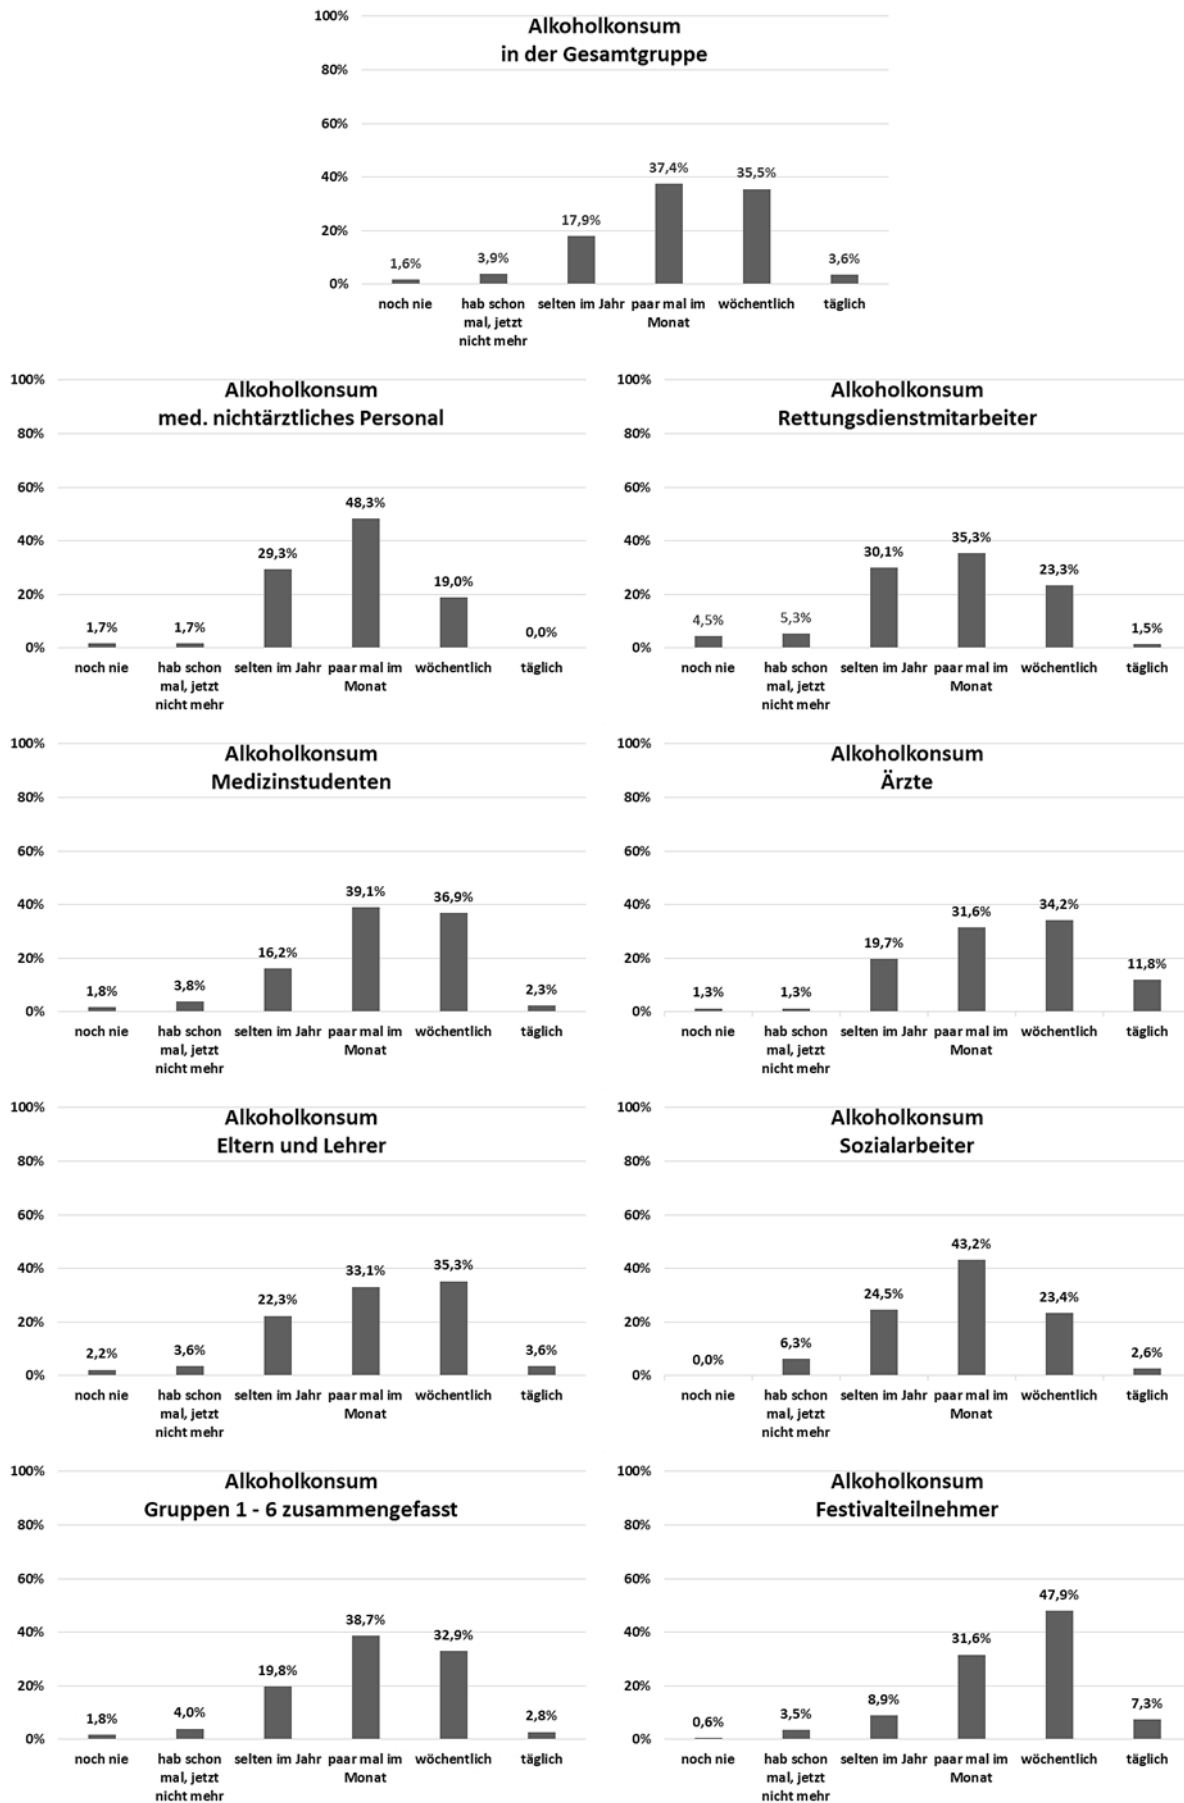 Alkoholkonsum
in der Gesamtgruppe
100%
80%
60%
40%
20%
0%
1,6%
3,9%
17,9%
37,4%
35,5%
3,6%
noch nie
hab schon
mal, jetzt
nicht mehr
selten im Jahr
paar mal im
Monat
wöchentlich
täglich
Alkoholkonsum
med. nichtärztliches Personal
100%
80%
60%
40%
20%
0%
1,7%
1,7%
29,3%
48,3%
19,0%
0,0%
noch nie
hab schon
mal, jetzt
nicht mehr
selten im Jahr
paar mal im
Monat
wöchentlich
täglich
Alkoholkonsum
Rettungsdienstmitarbeiter
100%
80%
60%
40%
20%
0%
4,5%
5,3%
30,1%
35,3%
23,3%
1,5%
noch nie
hab schon
mal, jetzt
nicht mehr
selten im Jahr
paar mal im
Monat
wöchentlich
täglich
Alkoholkonsum
Medizinstudenten
100%
80%
60%
40%
20%
0%
1,8%
3,8%
16,2%
39,1%
36,9%
2,3%
noch nie
hab schon
mal, jetzt
nicht mehr
selten im Jahr
paar mal im
Monat
wöchentlich
täglich
Alkoholkonsum
Ärzte
100%
80%
60%
40%
20%
0%
1,3%
1,3%
19,7%
31,6%
34,2%
11,8%
noch nie
hab schon
mal, jetzt
nicht mehr
selten im Jahr
paar mal im
Monat
wöchentlich
täglich
Alkoholkonsum
Eltern und Lehrer
100%
80%
60%
40%
20%
0%
2,2%
3,6%
22,3%
33,1%
35,3%
3,6%
noch nie
hab schon
mal, jetzt
nicht mehr
selten im Jahr
paar mal im
Monat
wöchentlich
täglich
Alkoholkonsum
Sozialarbeiter
100%
80%
60%
40%
20%
0%
0,0%
6,3%
24,5%
43,2%
23,4%
2,6%
noch nie
hab schon
mal, jetzt
nicht mehr
selten im Jahr
paar mal im
Monat
wöchentlich
täglich
Alkoholkonsum
Gruppen 1 - 6 zusammengefasst
100%
80%
60%
40%
20%
0%
1,8%
4,0%
19,8%
38,7%
32,9%
2,8%
noch nie
hab schon
mal, jetzt
nicht mehr
selten im Jahr
paar mal im
Monat
wöchentlich
täglich
Alkoholkonsum
Festivalteilnehmer
100%
80%
60%
40%
20%
0%
0,6%
3,5%
8,9%
31,6%
47,9%
7,3%
noch nie
hab schon
mal, jetzt
nicht mehr
selten im Jahr
paar mal im
Monat
wöchentlich
täglich